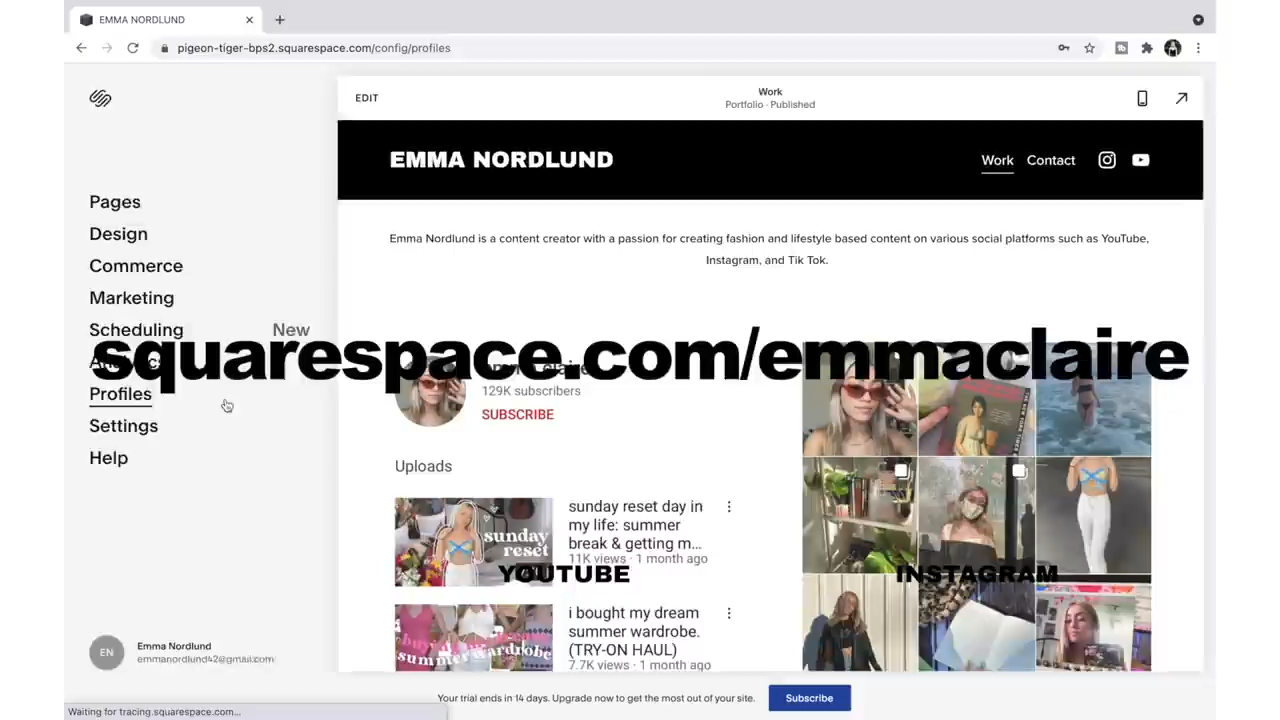 EMMA NORDLUND
pigeon-tiger-bps2.squarespace.com/config/profiles
EDIT
Work
Portfolio · Published
EMMA NORDLUND
Work
Contact
Pages
Design
Commerce
Marketing
Scheduling
New
Profiles
Settings
Help
Emma Nordlund is a content creator with a passion for creating fashion and lifestyle based content on various social platforms such as YouTube,
Instagram, and Tik Tok.
squarespace.com/emmaclaire
129K subscribers
SUBSCRIBE
Uploads
sunday reset
sunday reset day in
my life: summer
break & getting m...
11K views · 1 month ago
YOUTUBE
INSTAGRAM
i bought my dream
summer wardrobe.
(TRY-ON HAUL)
7.7K views · 1 month ago
summer wardrobe
EN
Emma Nordlund
emmanordlund42@gmail.com
Your trial ends in 14 days. Upgrade now to get the most out of your site.
Subscribe
Waiting for tracing.squarespace.com...